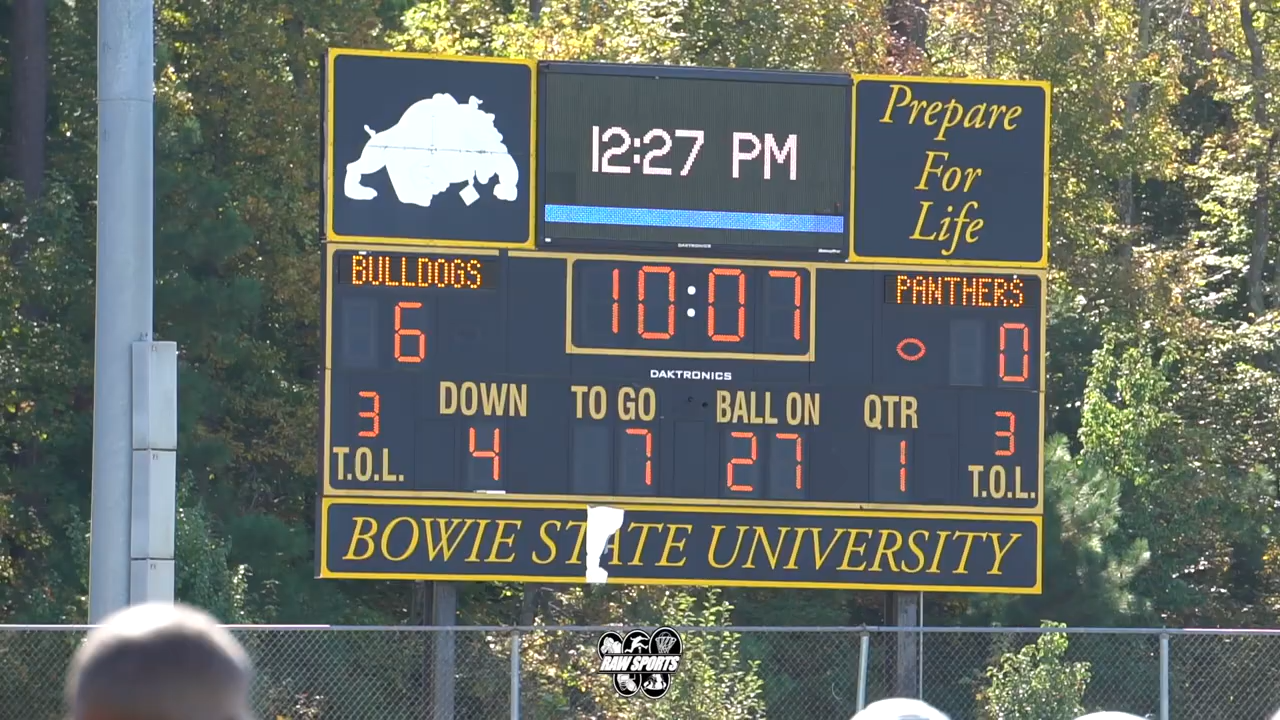 12:27 PM
Prepare
For
Life
DAKTRONICS
BULLDOGS
10:07
PANTHERS
6
0
DAKTRONICS
DOWN
TO GO
BALL ON
QTR
3
4
7
27
1
3
T.O.L.
T.O.L.
BOWIE STATE UNIVERSITY
RAW SPORTS